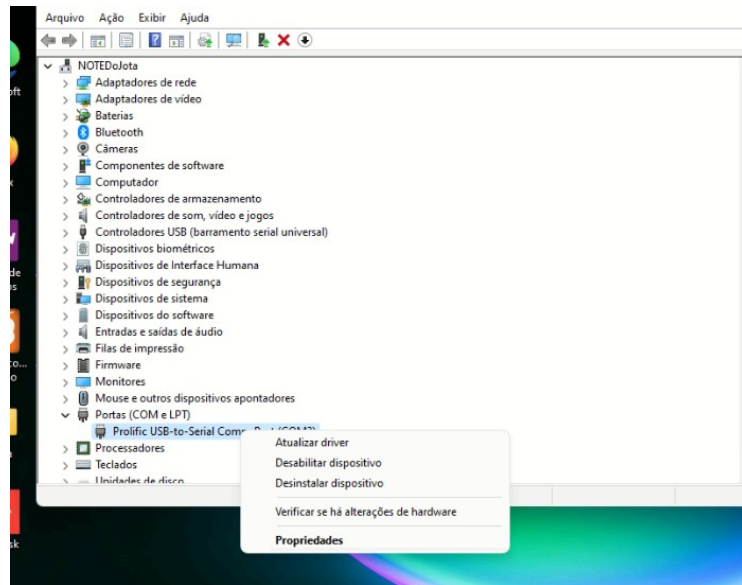 Arquivo Ação Exibir Ajuda
NOTEDoJota
Adaptadores de rede
Adaptadores de vídeo
Baterias
Bluetooth
Câmeras
Componentes de software
Computador
Controladores de armazenamento
Controladores de som, vídeo e jogos
Controladores USB (barramento serial universal)
Dispositivos biométricos
Dispositivos de Interface Humana
Dispositivos de segurança
Dispositivos de sistema
Dispositivos do software
Entradas e saídas de áudio
Filas de impressão
Firmware
Monitores
Mouse e outros dispositivos apontadores
Portas (COM e LPT)
Prolific USB-to-Serial
Processadores
Teclados
Unidades de disco
Atualizar driver
Desabilitar dispositivo
Desinstalar dispositivo
Verificar se há alterações de hardware
Propriedades